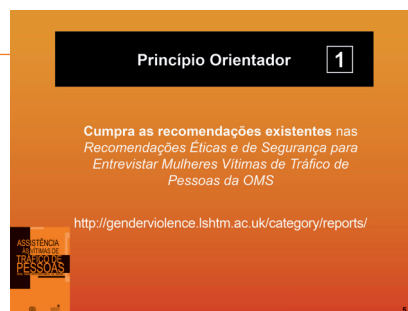 Princípio Orientador 1
Cumpra as recomendações existentes nas
Recomendações Éticas e de Segurança para
Entrevistar Mulheres Vítimas de Tráfico de
Pessoas da OMS
http://genderviolence.lshtm.ac.uk/category/reports/
ASSISTÊNCIA
ÀS VÍTIMAS DE
TRÁFICO DE
PESSOAS